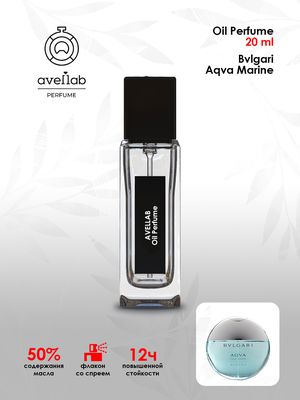 avellab
PERFUME
Oil Perfume
20 ml
Bvlgari
Aqva Marine
AVELLAB
Oil Perfume
50%
содержания
масла
флакон
со спреем
12ч
повышенной
стойкости
BVLGARI
AQVA